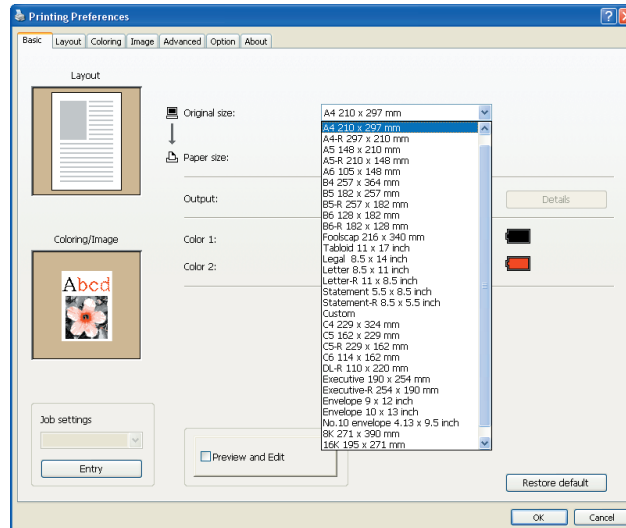 Printing Preferences
Basic Layout Coloring Image Advanced Option About
Layout
Original size: A4 210 x 297 mm
Paper size:
Output: Details
Coloring/Image
Color 1:
Color 2:
Abcd
A4 210 x 297 mm
A4-R 297 x 210 mm
A5 148 x 210 mm
A5-R 210 x 148 mm
A6 105 x 148 mm
B4 257 x 364 mm
B5 182 x 257 mm
B5-R 257 x 182 mm
B6 128 x 182 mm
B6-R 182 x 128 mm
Foolscap 216 x 340 mm
Tabloid 11 x 17 inch
Legal 8.5 x 14 inch
Letter 8.5 x 11 inch
Letter-R 11 x 8.5 inch
Statement 5.5 x 8.5 inch
Statement-R 8.5 x 5.5 inch
Custom
C4 229 x 324 mm
C5 162 x 229 mm
C5-R 229 x 162 mm
C6 114 x 162 mm
DL-R 110 x 220 mm
Executive 190 x 254 mm
Executive-R 254 x 190 mm
Envelope 9 x 12 inch
Envelope 10 x 13 inch
No.10 envelope 4.13 x 9.5 inch
8K 271 x 390 mm
16K 195 x 271 mm
Job settings
Entry
Preview and Edit
Restore default
OK Cancel